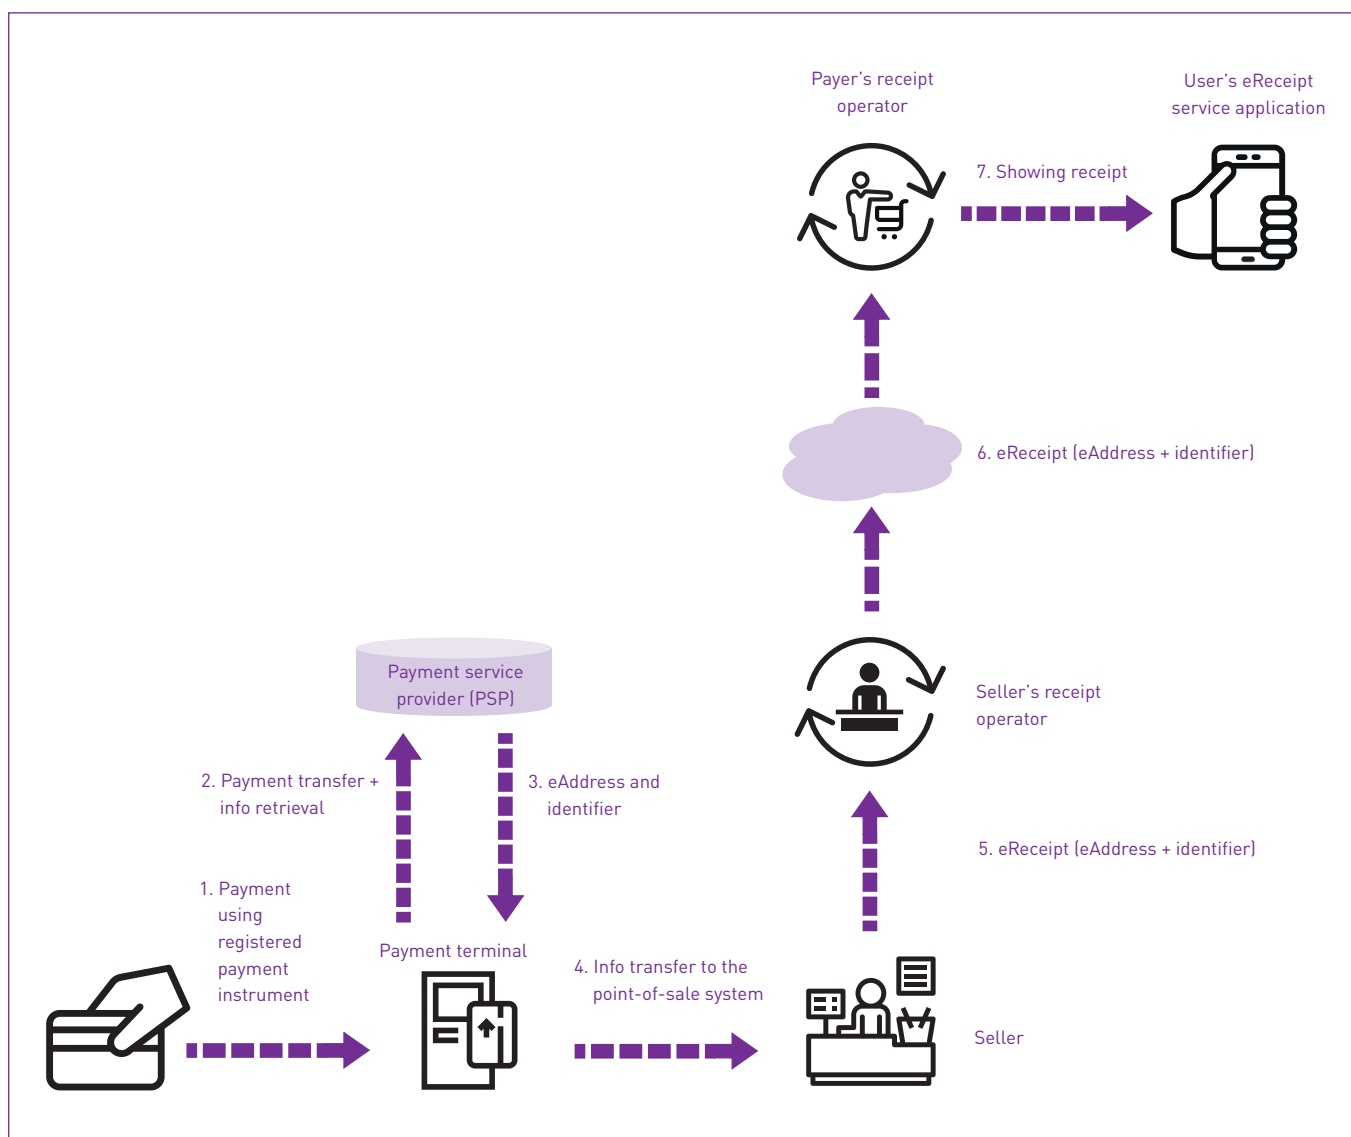 Payer's receipt
operator
User's eReceipt
service application
7. Showing receipt
6. eReceipt (eAddress + identifier)
Payment service
provider (PSP)
Seller's receipt
operator
2. Payment transfer +
info retrieval
3. eAddress and
identifier
5. eReceipt (eAddress + identifier)
1. Payment
using
registered
payment
instrument
Payment terminal
4. Info transfer to the
point-of-sale system
Seller